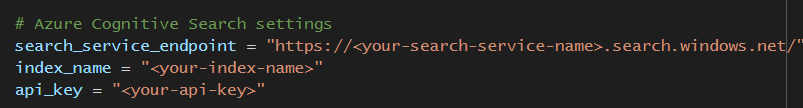 # Azure Cognitive Search settings
search_service_endpoint = "https://<your-search-service-name>.search.windows.net/"
index_name = "<your-index-name>"
api_key = "<your-api-key>"